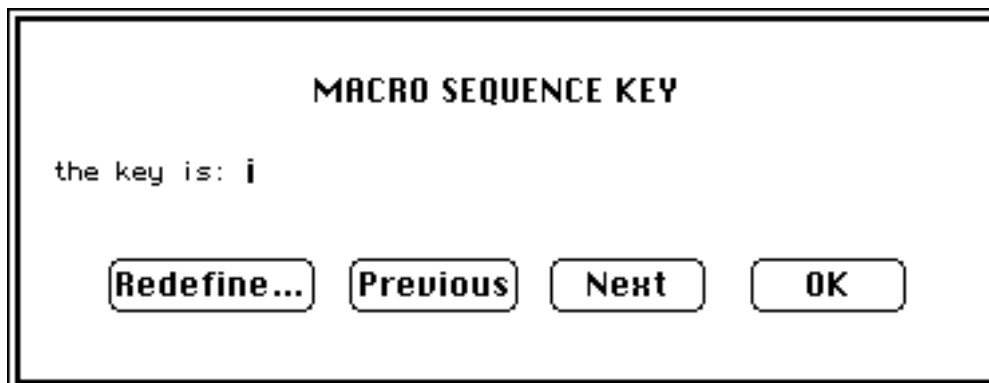 MACRO SEQUENCE KEY
the key is: i
Redefine... Previous Next OK